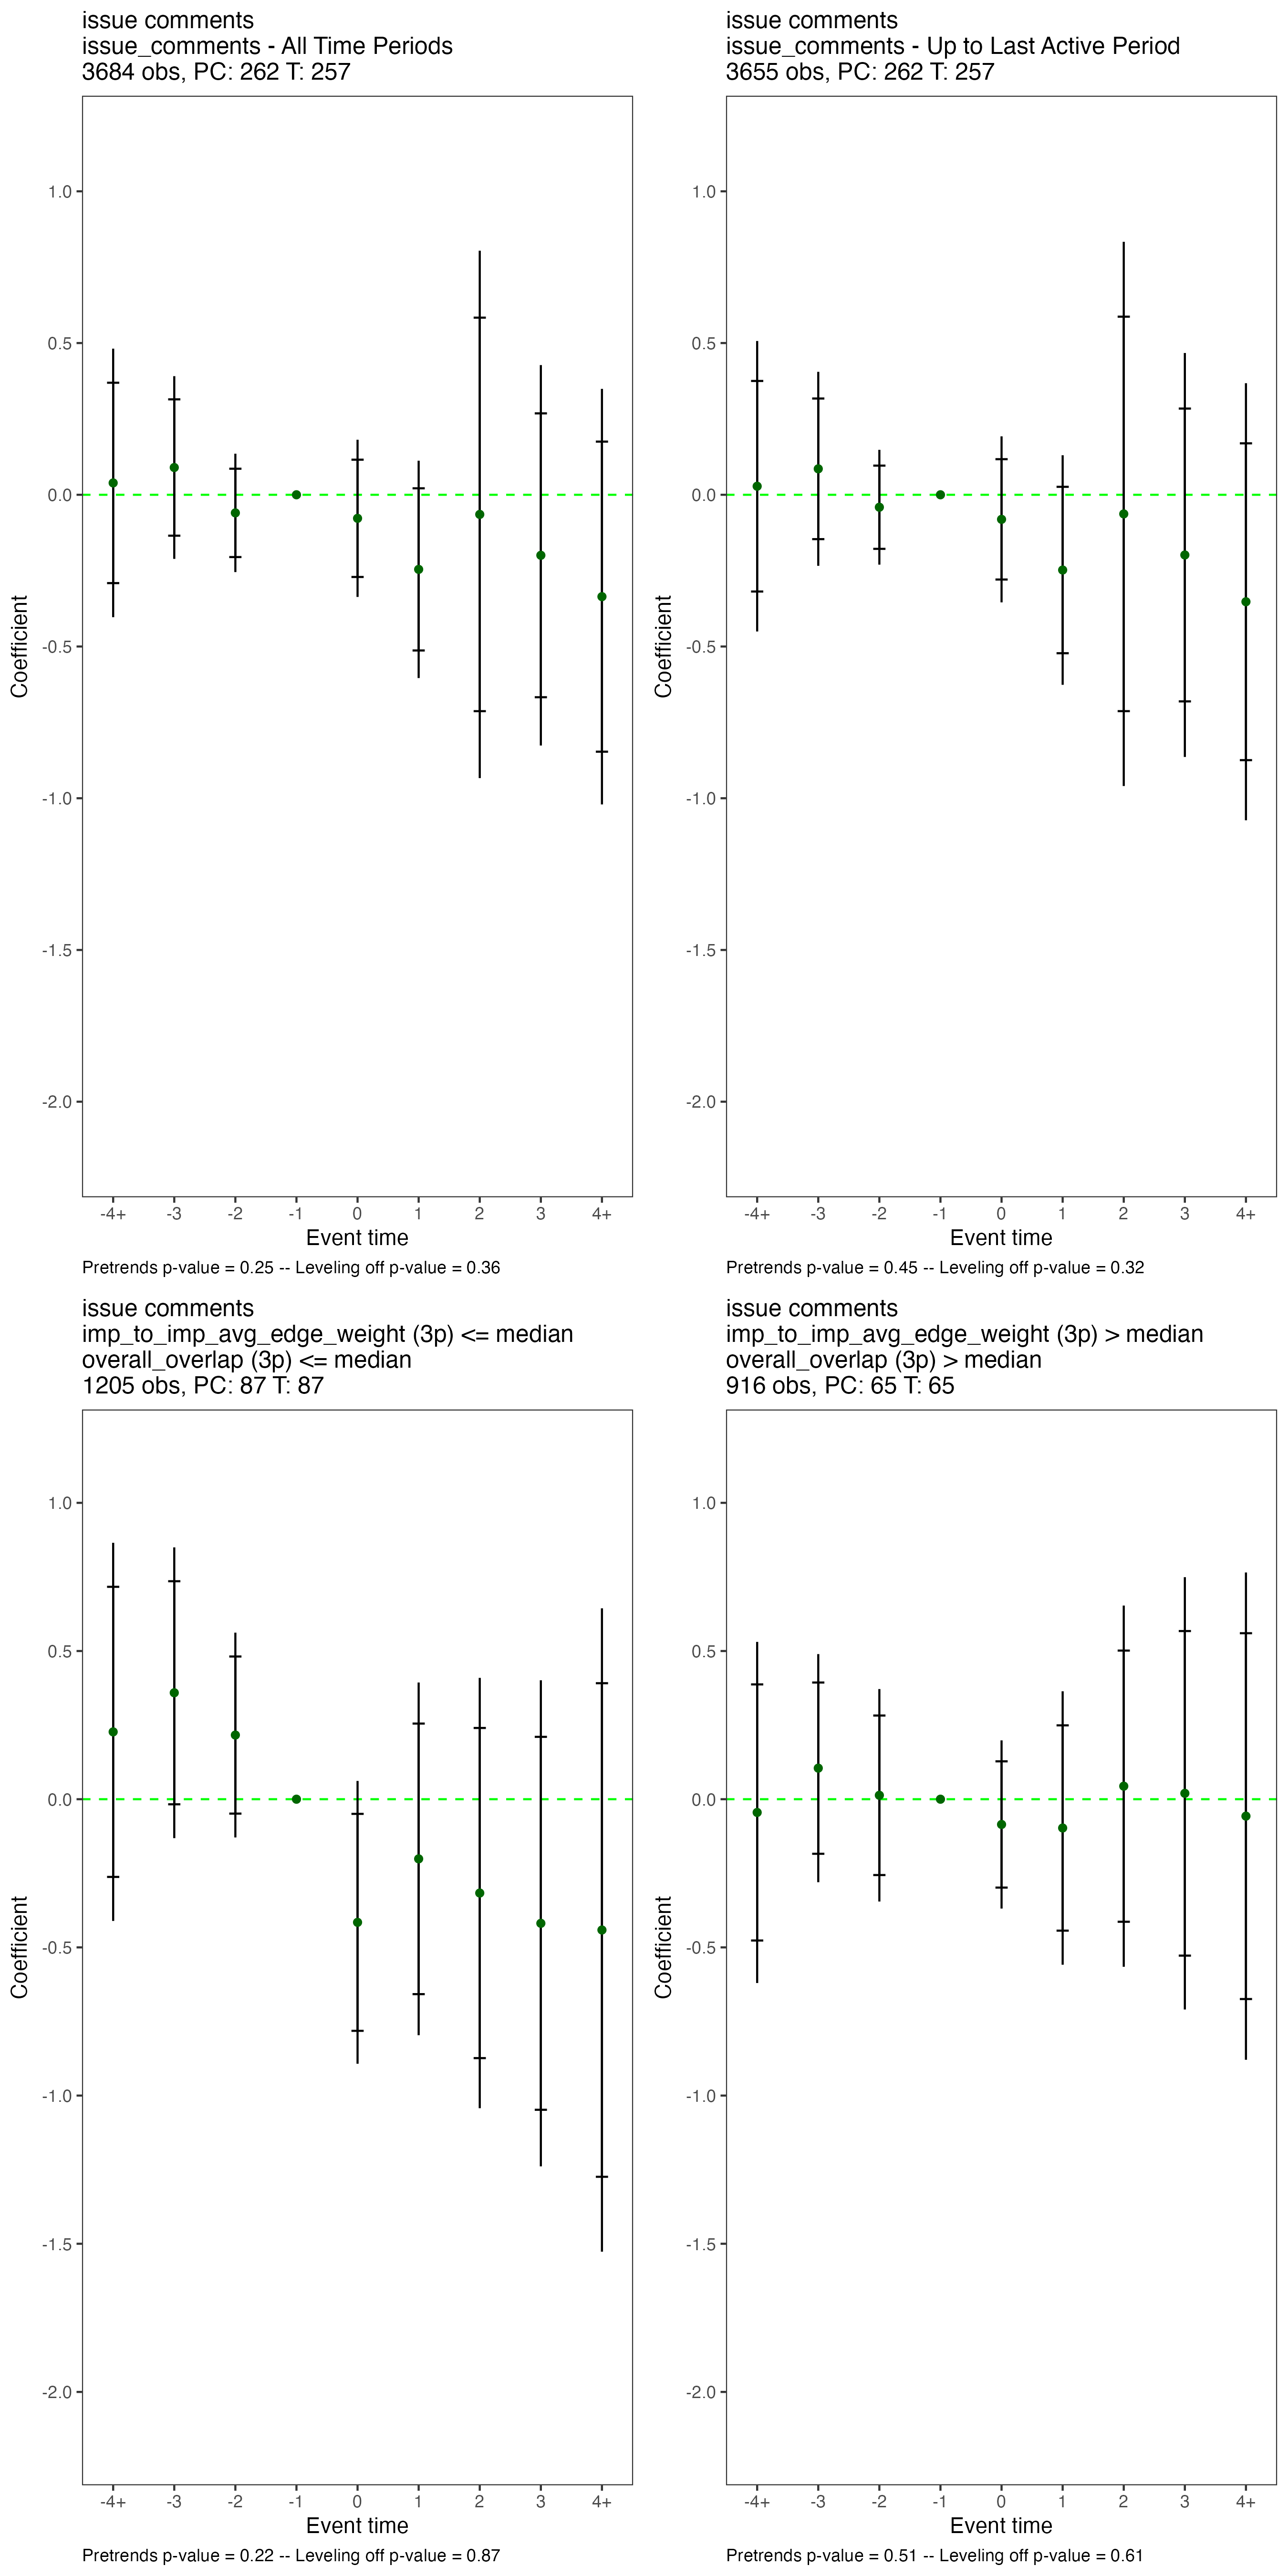 issue comments
issue_comments - All Time Periods
3684 obs, PC: 262 T: 257
1.0
0.5
0.0
-0.5
-1.0
-1.5
-2.0
Coefficient
-4+ -3 -2 -1 0 1 2 3 4+
Event time
Pretrends p-value = 0.25 -- Leveling off p-value = 0.36
issue comments
issue_comments - Up to Last Active Period
3655 obs, PC: 262 T: 257
1.0
0.5
0.0
-0.5
-1.0
-1.5
-2.0
Coefficient
-4+ -3 -2 -1 0 1 2 3 4+
Event time
Pretrends p-value = 0.45 -- Leveling off p-value = 0.32
issue comments
imp_to_imp_avg_edge_weight (3p) <= median
overall_overlap (3p) <= median
1205 obs, PC: 87 T: 87
1.0
0.5
0.0
-0.5
-1.0
-1.5
-2.0
Coefficient
-4+ -3 -2 -1 0 1 2 3 4+
Event time
Pretrends p-value = 0.22 -- Leveling off p-value = 0.87
issue comments
imp_to_imp_avg_edge_weight (3p) > median
overall_overlap (3p) > median
916 obs, PC: 65 T: 65
1.0
0.5
0.0
-0.5
-1.0
-1.5
-2.0
Coefficient
-4+ -3 -2 -1 0 1 2 3 4+
Event time
Pretrends p-value = 0.51 -- Leveling off p-value = 0.61